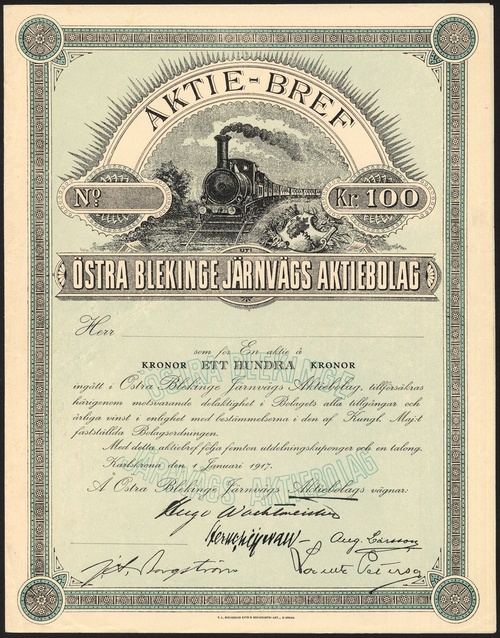 AKTIE-BREF
No. Kr. 100
UTI
ÖSTRA BLEKINGE JÄRNVÄGS AKTIEBOLAG
Herr
som för En aktie à
KRONOR ETT HUNDRA KRONOR
ingått i Östra Blekinge Järnvägs Aktiebolag, tillförsäkras
härigenom motsvarande delaktighet i Bolagets alla tillgångar och
årliga vinst i enlighet med bestämmelserna i den af Kungl. Maj:t
fastställda Bolagsordningen.
Med detta aktiebref följa femton utdelningskuponger och en talong.
Karlskrona den 1 Januari 1917.
Å Östra Blekinge Järnvägs Aktiebolags vägnar:
Hugo Wachtmeister
Aug. Larsson